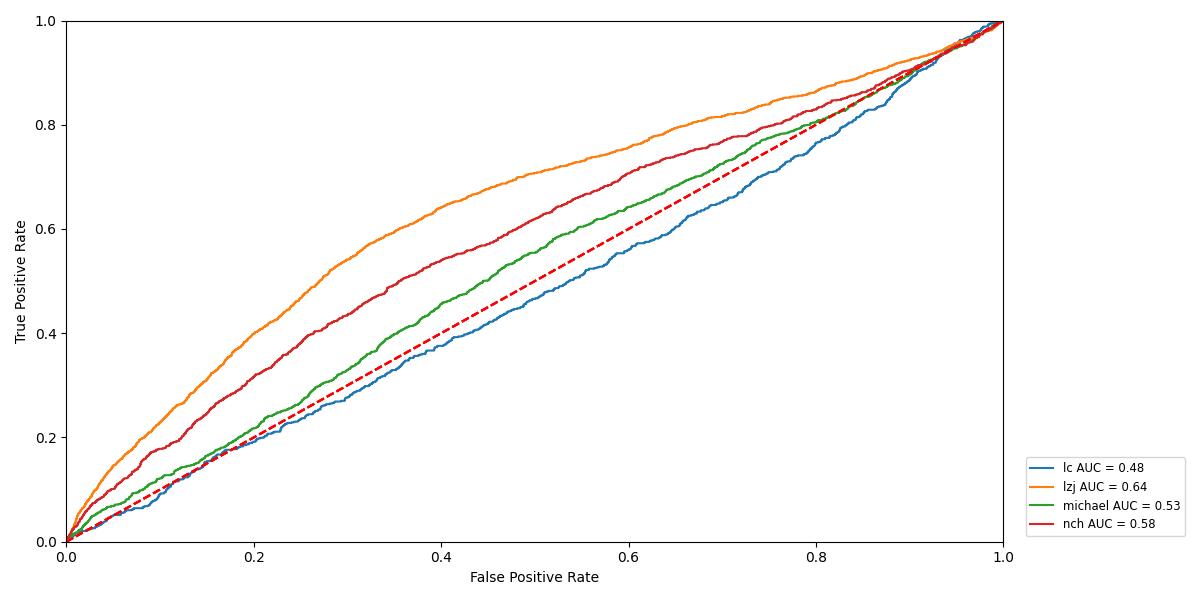 1.0
0.8
0.6
0.4
0.2
0.0
True Positive Rate
0.0 0.2 0.4 0.6 0.8 1.0
False Positive Rate
lc AUC = 0.48
lzj AUC = 0.64
michael AUC = 0.53
nch AUC = 0.58